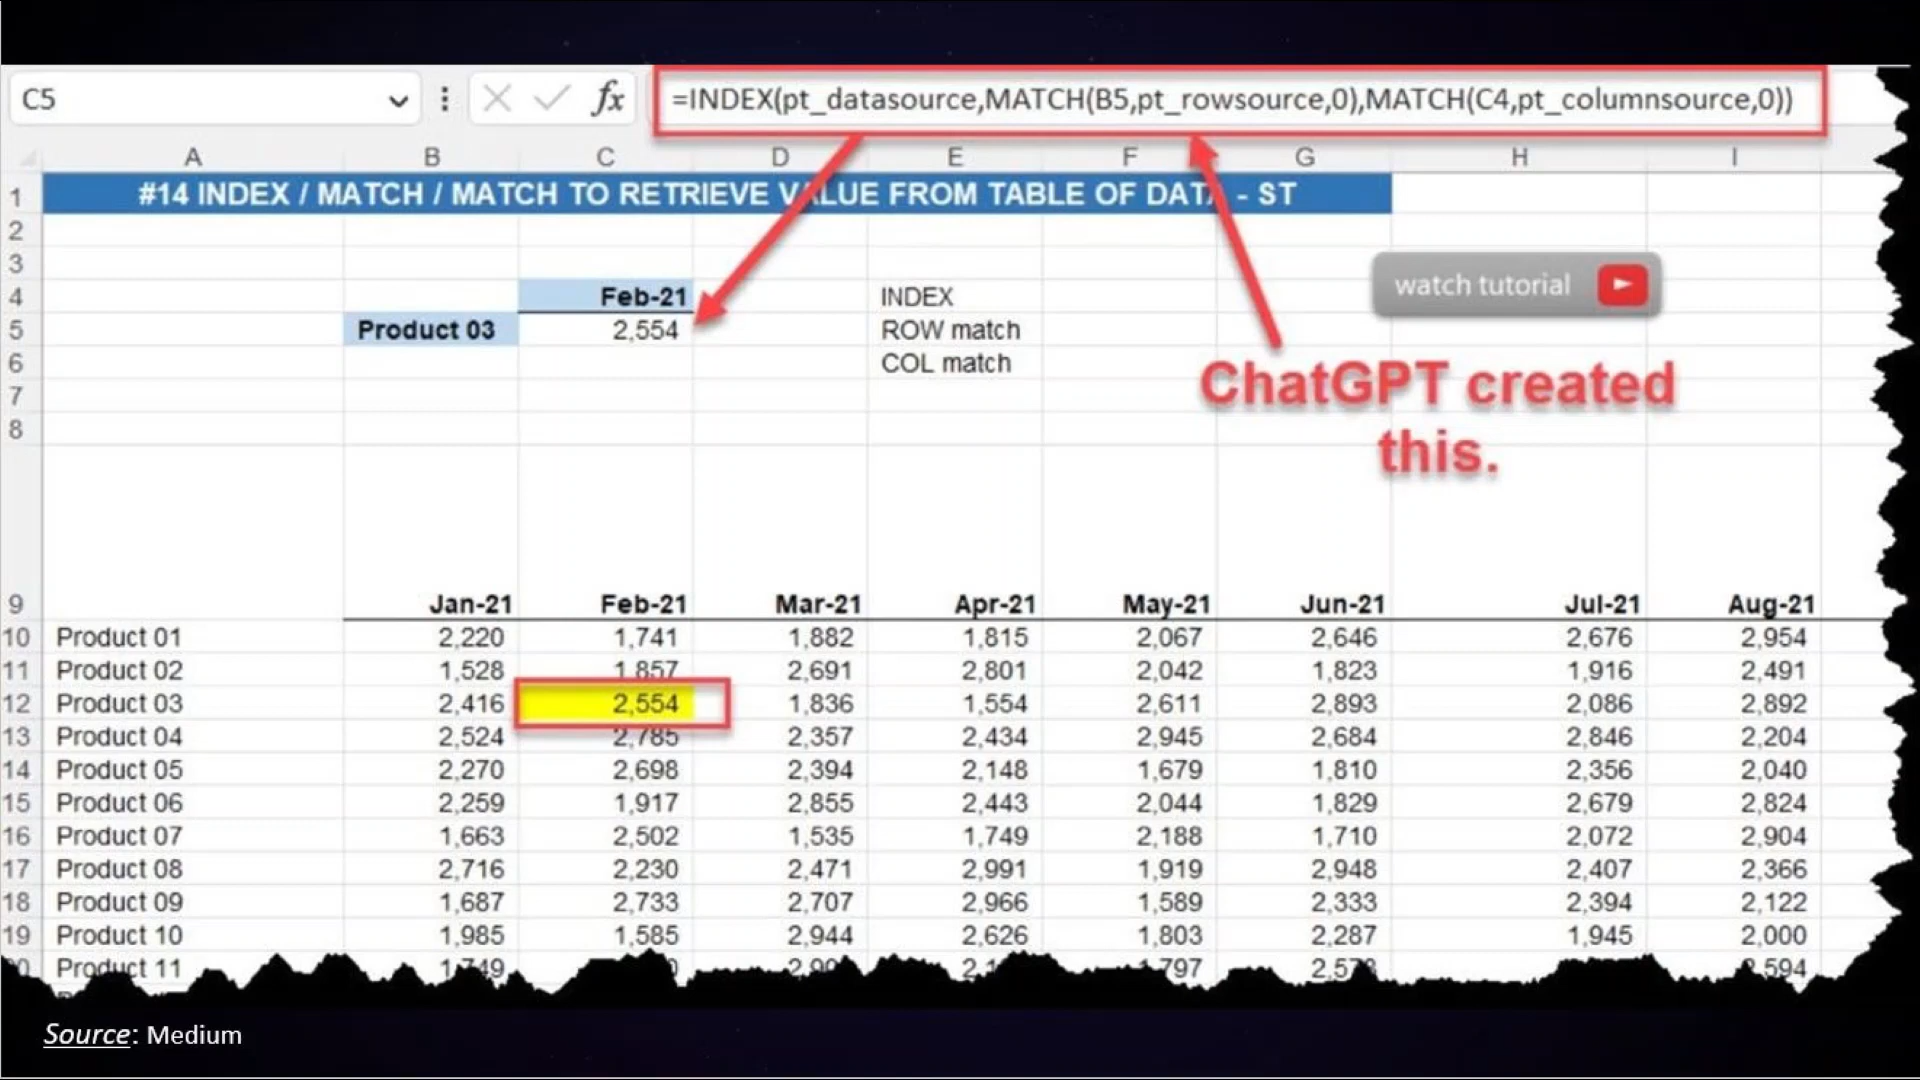 C5 fx =INDEX(pt_datasource,MATCH(B5,pt_rowsource,0),MATCH(C4,pt_columnsource,0))
A B C D E F G H I
1 #14 INDEX / MATCH / MATCH TO RETRIEVE VALUE FROM TABLE OF DATA - ST
2
3
watch tutorial
4 Feb-21 INDEX
5 Product 03 2,554 ROW match
6 COL match
ChatGPT created
7
8
this.
9 Jan-21 Feb-21 Mar-21 Apr-21 May-21 Jun-21 Jul-21 Aug-21
10 Product 01 2,220 1,741 1,882 1,815 2,067 2,646 2,676 2,954
11 Product 02 1,528 1,857 2,691 2,801 2,042 1,823 1,916 2,491
12 Product 03 2,416 2,554 1,836 1,554 2,611 2,893 2,086 2,892
13 Product 04 2,524 2,785 2,357 2,434 2,945 2,684 2,846 2,204
14 Product 05 2,270 2,698 2,394 2,148 1,679 1,810 2,356 2,040
15 Product 06 2,259 1,917 2,855 2,443 2,044 1,829 2,679 2,824
16 Product 07 1,663 2,502 1,535 1,749 2,188 1,710 2,072 2,904
17 Product 08 2,716 2,230 2,471 2,991 1,919 2,948 2,407 2,366
18 Product 09 1,687 2,733 2,707 2,966 1,589 2,333 2,394 2,122
19 Product 10 1,985 1,585 2,944 2,626 1,803 2,287 1,945 2,000
Product 11
Source: Medium